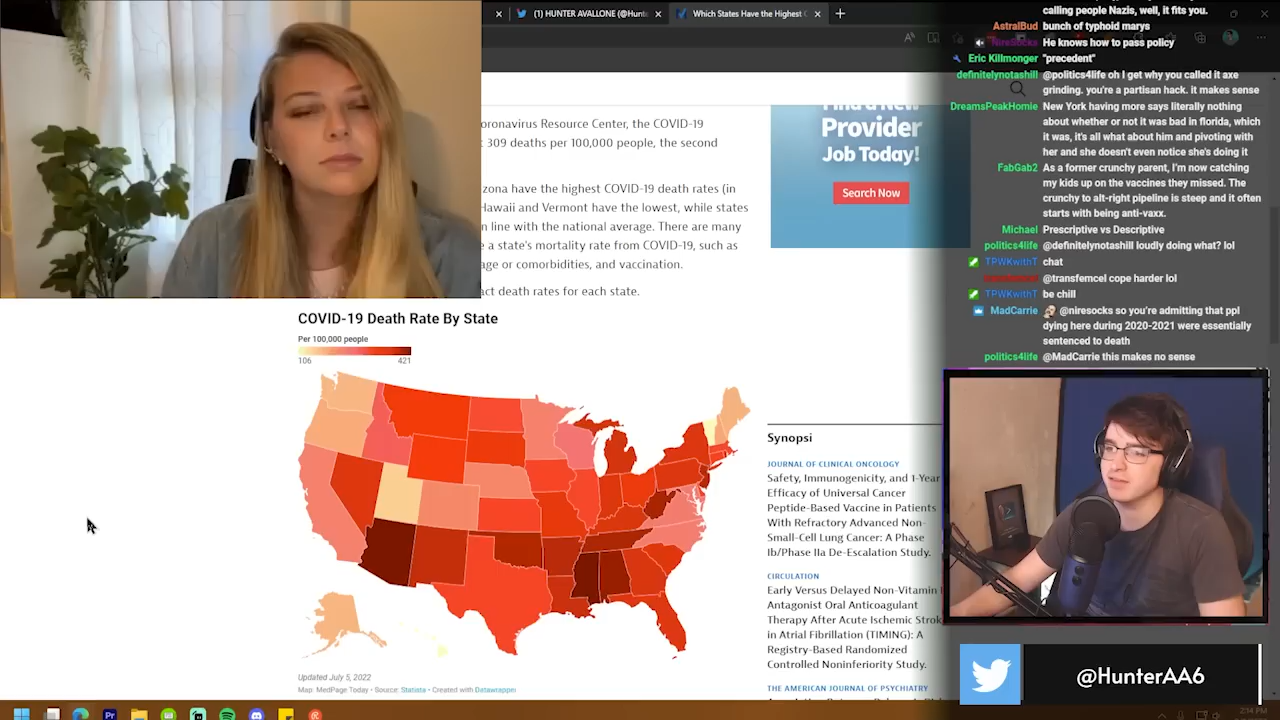 (1) HUNTER AVALLONE (@Hunte
Which States Have the Highest C
oronavirus Resource Center, the COVID-19
309 deaths per 100,000 people, the second
zona have the highest COVID-19 death rates (in
Hawaii and Vermont have the lowest, while states
n line with the national average. There are many
e a state's mortality rate from COVID-19, such as
age or comorbidities, and vaccination.
act death rates for each state.
Find a New
Provider
Job Today!
Search Now
COVID-19 Death Rate By State
Per 100,000 people
106
421
Updated July 5, 2022
Map: MedPage Today • Source: Statista • Created with Datawrapper
Synopsi
JOURNAL OF CLINICAL ONCOLOGY
Safety, Immunogenicity, and 1-Year
Efficacy of Universal Cancer
Peptide-Based Vaccine in Patients
With Refractory Advanced Non-
Small-Cell Lung Cancer: A Phase
Ib/Phase IIa De-Escalation Study.
CIRCULATION
Early Versus Delayed Non-Vitamin
Antagonist Oral Anticoagulant
Therapy After Acute Ischemic Strok
in Atrial Fibrillation (TIMING): A
Registry-Based Randomized
Controlled Noninferiority Study.
THE AMERICAN JOURNAL OF PSYCHIATRY
calling people Nazis, well, it fits you.
AstralBud bunch of typhoid marys
NireSocks He knows how to pass policy
Eric Killmonger "precedent"
definitelynotashill @politics4life oh I get why you called it axe
grinding. you're a partisan hack. it makes sense
DreamsPeakHomie New York having more says literally nothing
about whether or not it was bad in florida, which
it was, it's all about him and pivoting with
her and she doesn't even notice she's doing it
FabGab2 As a former crunchy parent, I'm now catching
my kids up on the vaccines they missed. The
crunchy to alt-right pipeline is steep and it often
starts with being anti-vaxx.
Michael Prescriptive vs Descriptive
politics4life @definitelynotashill loudly doing what? lol
TPWKwithT chat
@transfemcel cope harder lol
TPWKwithT be chill
MadCarrie @niresocks so you're admitting that ppl
dying here during 2020-2021 were essentially
sentenced to death
politics4life @MadCarrie this makes no sense
@HunterAA6
2:14 PM